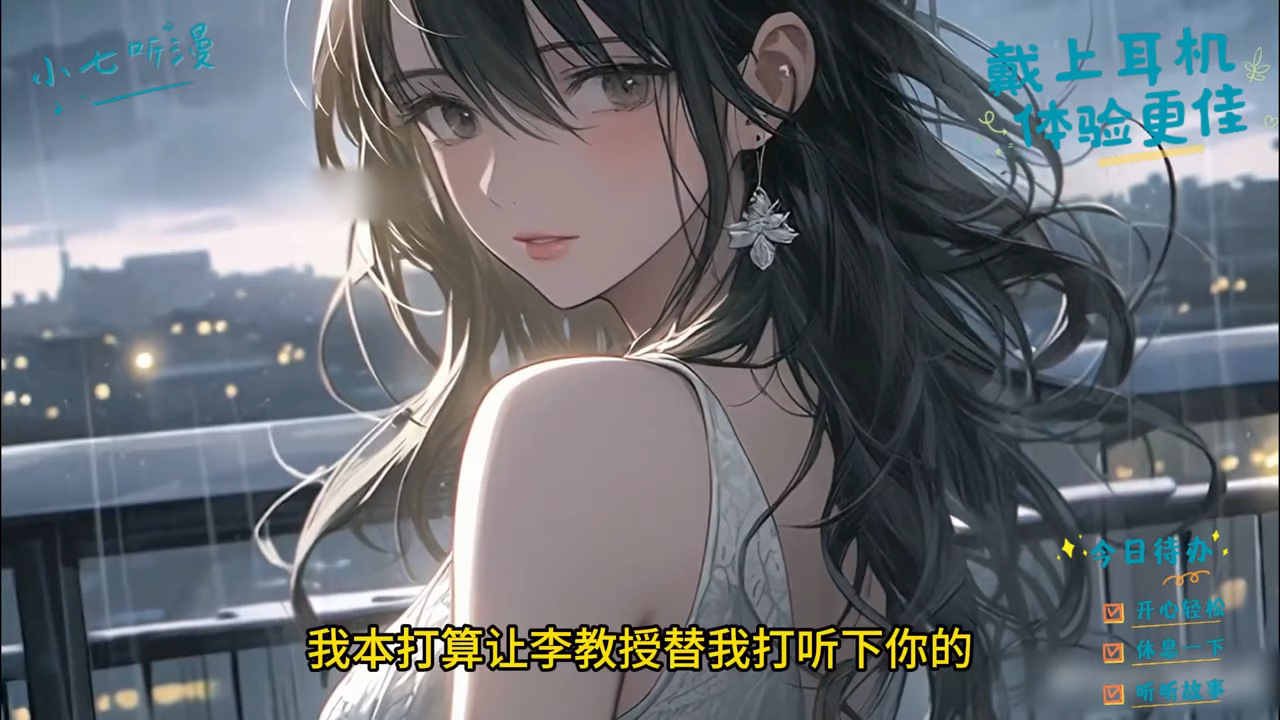 小七听漫
戴上耳机
体验更佳
今日待办
开心轻松
休息一下
听听故事
我本打算让李教授替我打听下你的